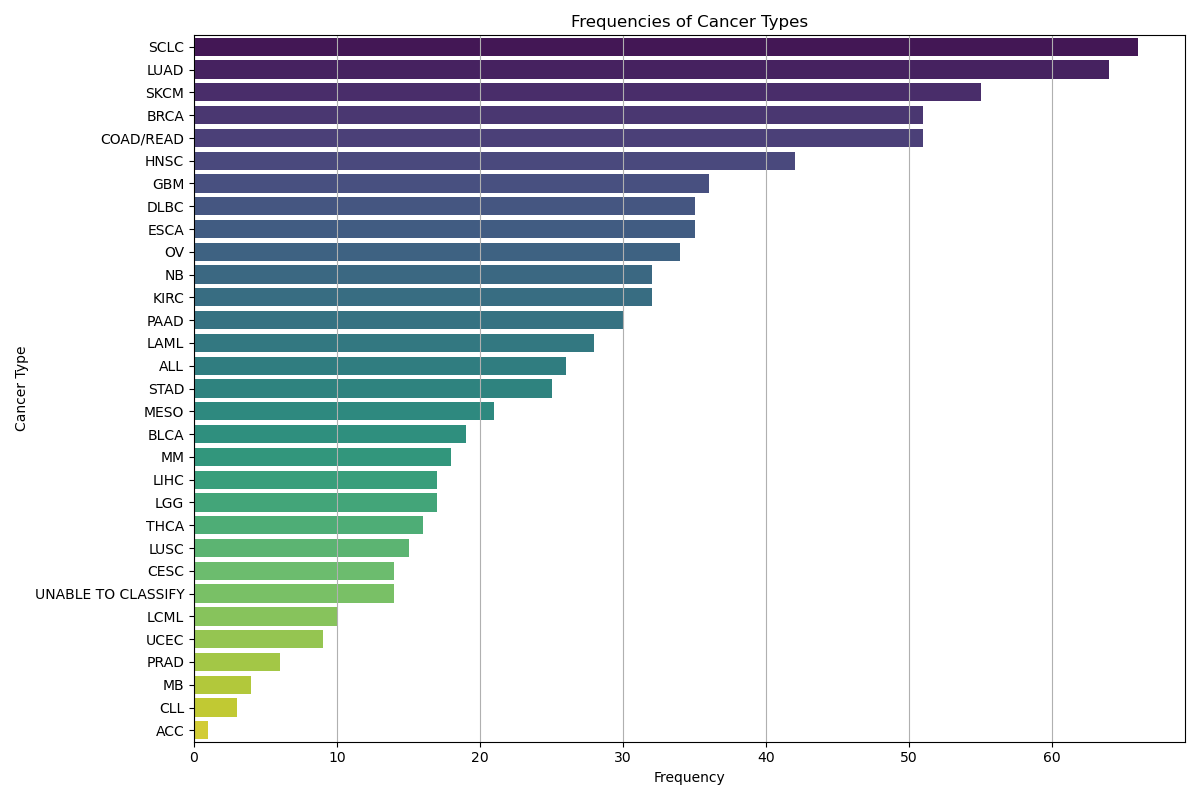 Frequencies of Cancer Types
SCLC
LUAD
SKCM
BRCA
COAD/READ
HNSC
GBM
DLBC
ESCA
OV
NB
KIRC
PAAD
LAML
ALL
STAD
MESO
BLCA
MM
LIHC
LGG
THCA
LUSC
CESC
UNABLE TO CLASSIFY
LCML
UCEC
PRAD
MB
CLL
ACC
Cancer Type
0 10 20 30 40 50 60
Frequency